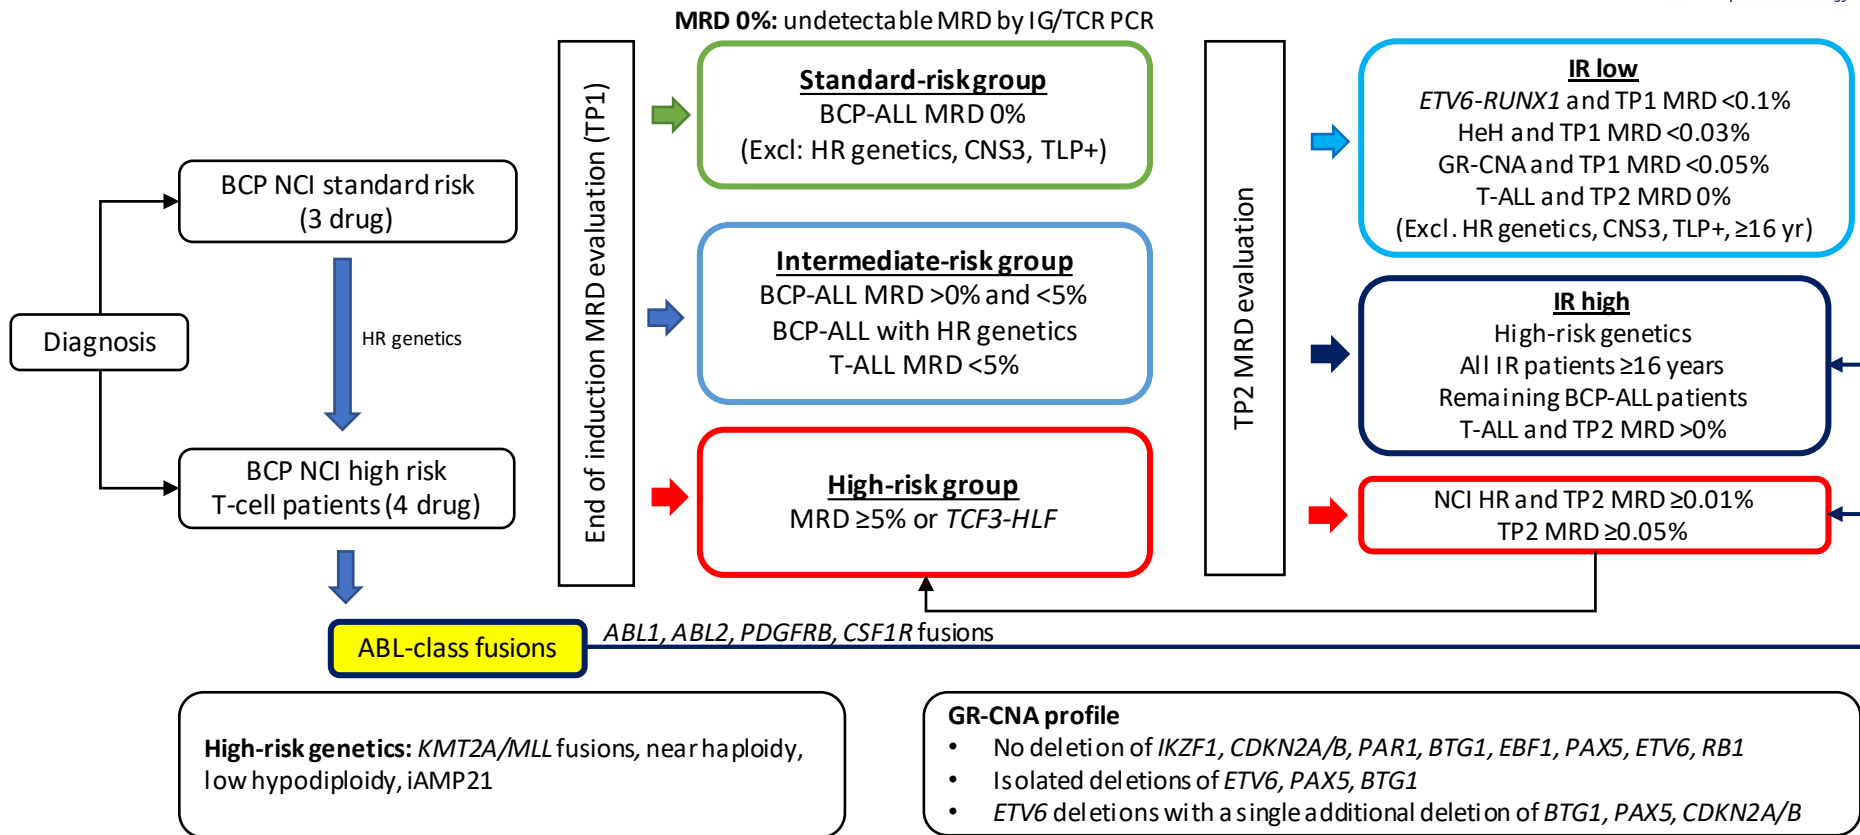 MRD 0%: undetectable MRD by IG/TCR PCR
Diagnosis
BCP NCI standard risk
(3 drug)
HR genetics
BCP NCI high risk
T-cell patients (4 drug)
ABL-class fusions
ABL1, ABL2, PDGFRB, CSF1R fusions
End of induction MRD evaluation (TP1)
Standard-risk group
BCP-ALL MRD 0%
(Excl: HR genetics, CNS3, TLP+)
Intermediate-risk group
BCP-ALL MRD >0% and <5%
BCP-ALL with HR genetics
T-ALL MRD <5%
High-risk group
MRD ≥5% or TCF3-HLF
TP2 MRD evaluation
IR low
ETV6-RUNX1 and TP1 MRD <0.1%
HeH and TP1 MRD <0.03%
GR-CNA and TP1 MRD <0.05%
T-ALL and TP2 MRD 0%
(Excl. HR genetics, CNS3, TLP+, ≥16 yr)
IR high
High-risk genetics
All IR patients ≥16 years
Remaining BCP-ALL patients
T-ALL and TP2 MRD >0%
NCI HR and TP2 MRD ≥0.01%
TP2 MRD ≥0.05%
High-risk genetics: KMT2A/MLL fusions, near haploidy,
low hypodiploidy, iAMP21
GR-CNA profile
• No deletion of IKZF1, CDKN2A/B, PAR1, BTG1, EBF1, PAX5, ETV6, RB1
• Isolated deletions of ETV6, PAX5, BTG1
• ETV6 deletions with a single additional deletion of BTG1, PAX5, CDKN2A/B